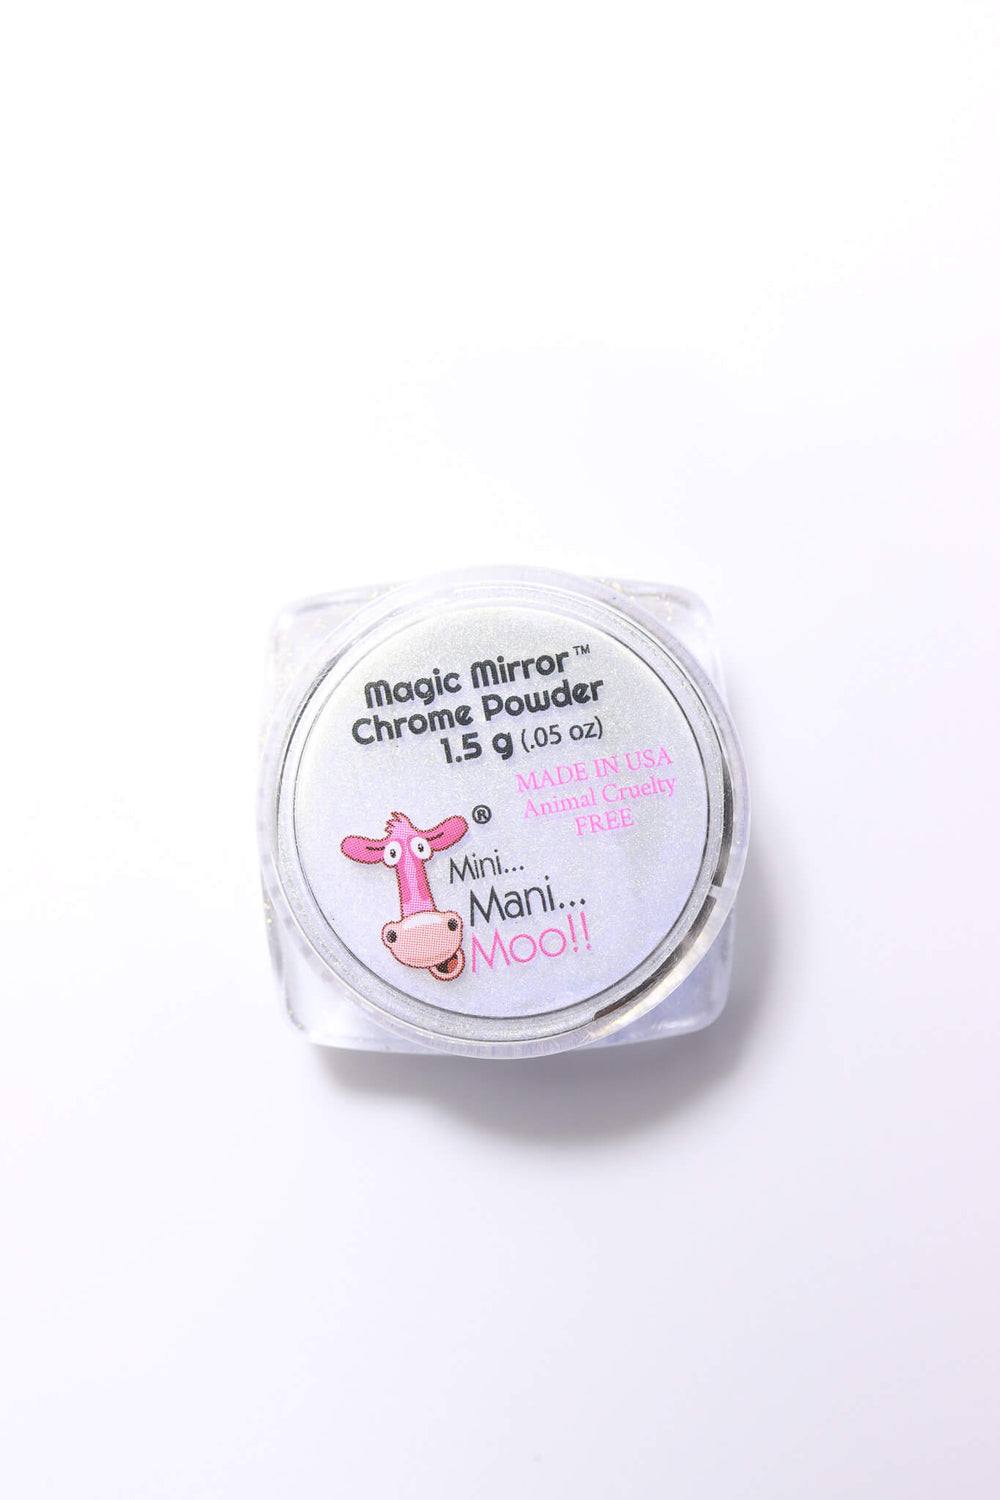 Magic Mirror™
Chrome Powder
1.5 g (.05 oz)
MADE IN USA
Animal Cruelty
FREE
®
Mini...
Mani...
Moo!!